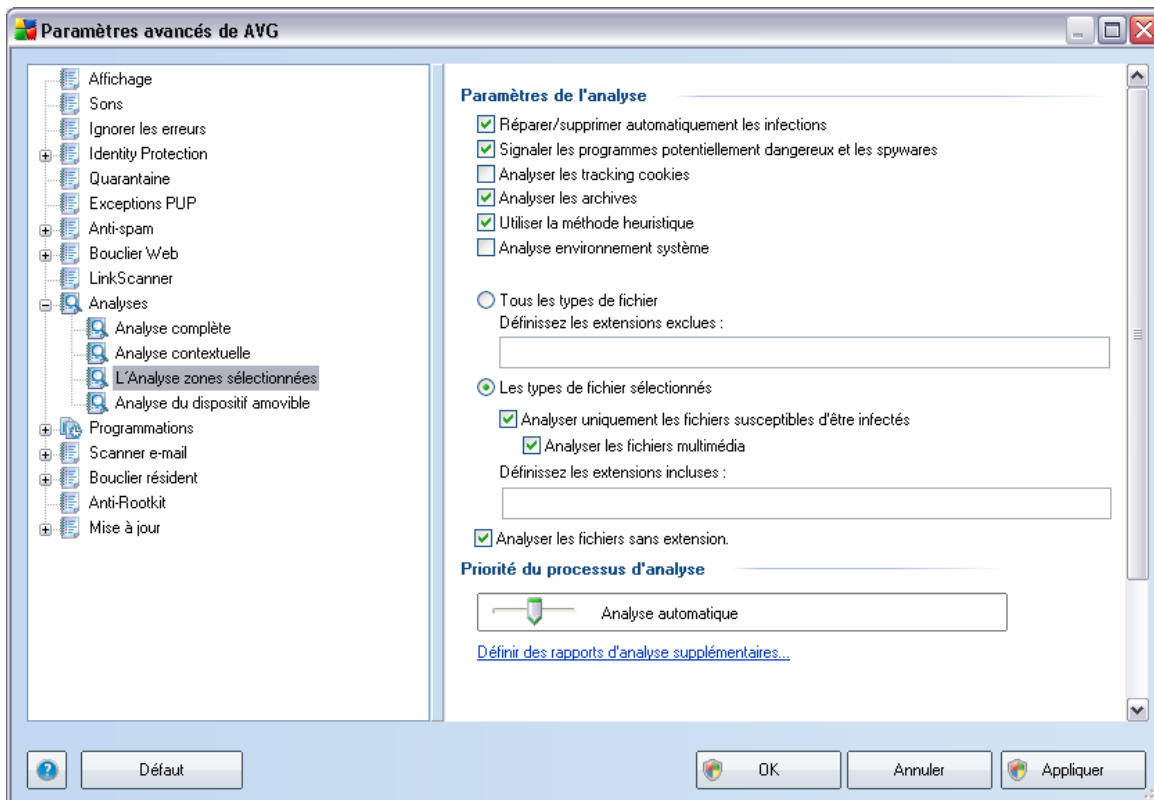 Paramètres avancés de AVG
Affichage
Sons
Ignorer les erreurs
Identity Protection
Quarantaine
Exceptions PUP
Anti-spam
Bouclier Web
LinkScanner
Analyses
Analyse complète
Analyse contextuelle
L´Analyse zones sélectionnées
Analyse du dispositif amovible
Programmations
Scanner e-mail
Bouclier résident
Anti-Rootkit
Mise à jour
Paramètres de l'analyse
Réparer/supprimer automatiquement les infections
Signaler les programmes potentiellement dangereux et les spywares
Analyser les tracking cookies
Analyser les archives
Utiliser la méthode heuristique
Analyse environnement système
Tous les types de fichier
Définissez les extensions exclues :
Les types de fichier sélectionnés
Analyser uniquement les fichiers susceptibles d'être infectés
Analyser les fichiers multimédia
Définissez les extensions incluses :
Analyser les fichiers sans extension.
Priorité du processus d'analyse
Analyse automatique
Définir des rapports d'analyse supplémentaires...
? Défaut OK Annuler Appliquer